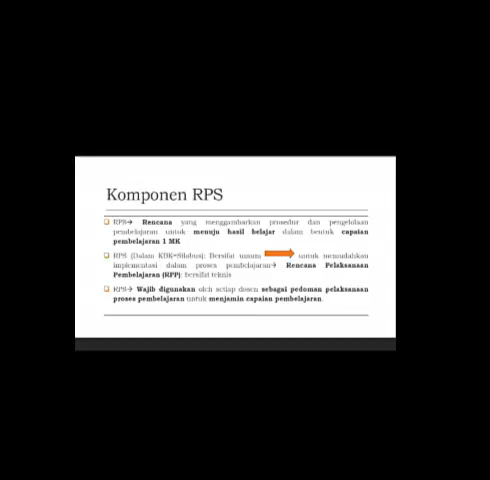 Komponen RPS
RPS→ Rencana yang menggambarkan prosedur dan pengelolaan
pembelajaran untuk menuju hasil belajar dalam bentuk capaian
pembelajaran 1 MK
RPS (Dalam KBK=Silabus): Bersifat umum untuk memudahkan
implementasi dalam proses pembelajaran→ Rencana Pelaksanaan
Pembelajaran (RPP): bersifat teknis
RPS→ Wajib digunakan oleh setiap dosen sebagai pedoman pelaksanaan
proses pembelajaran untuk menjamin capaian pembelajaran.